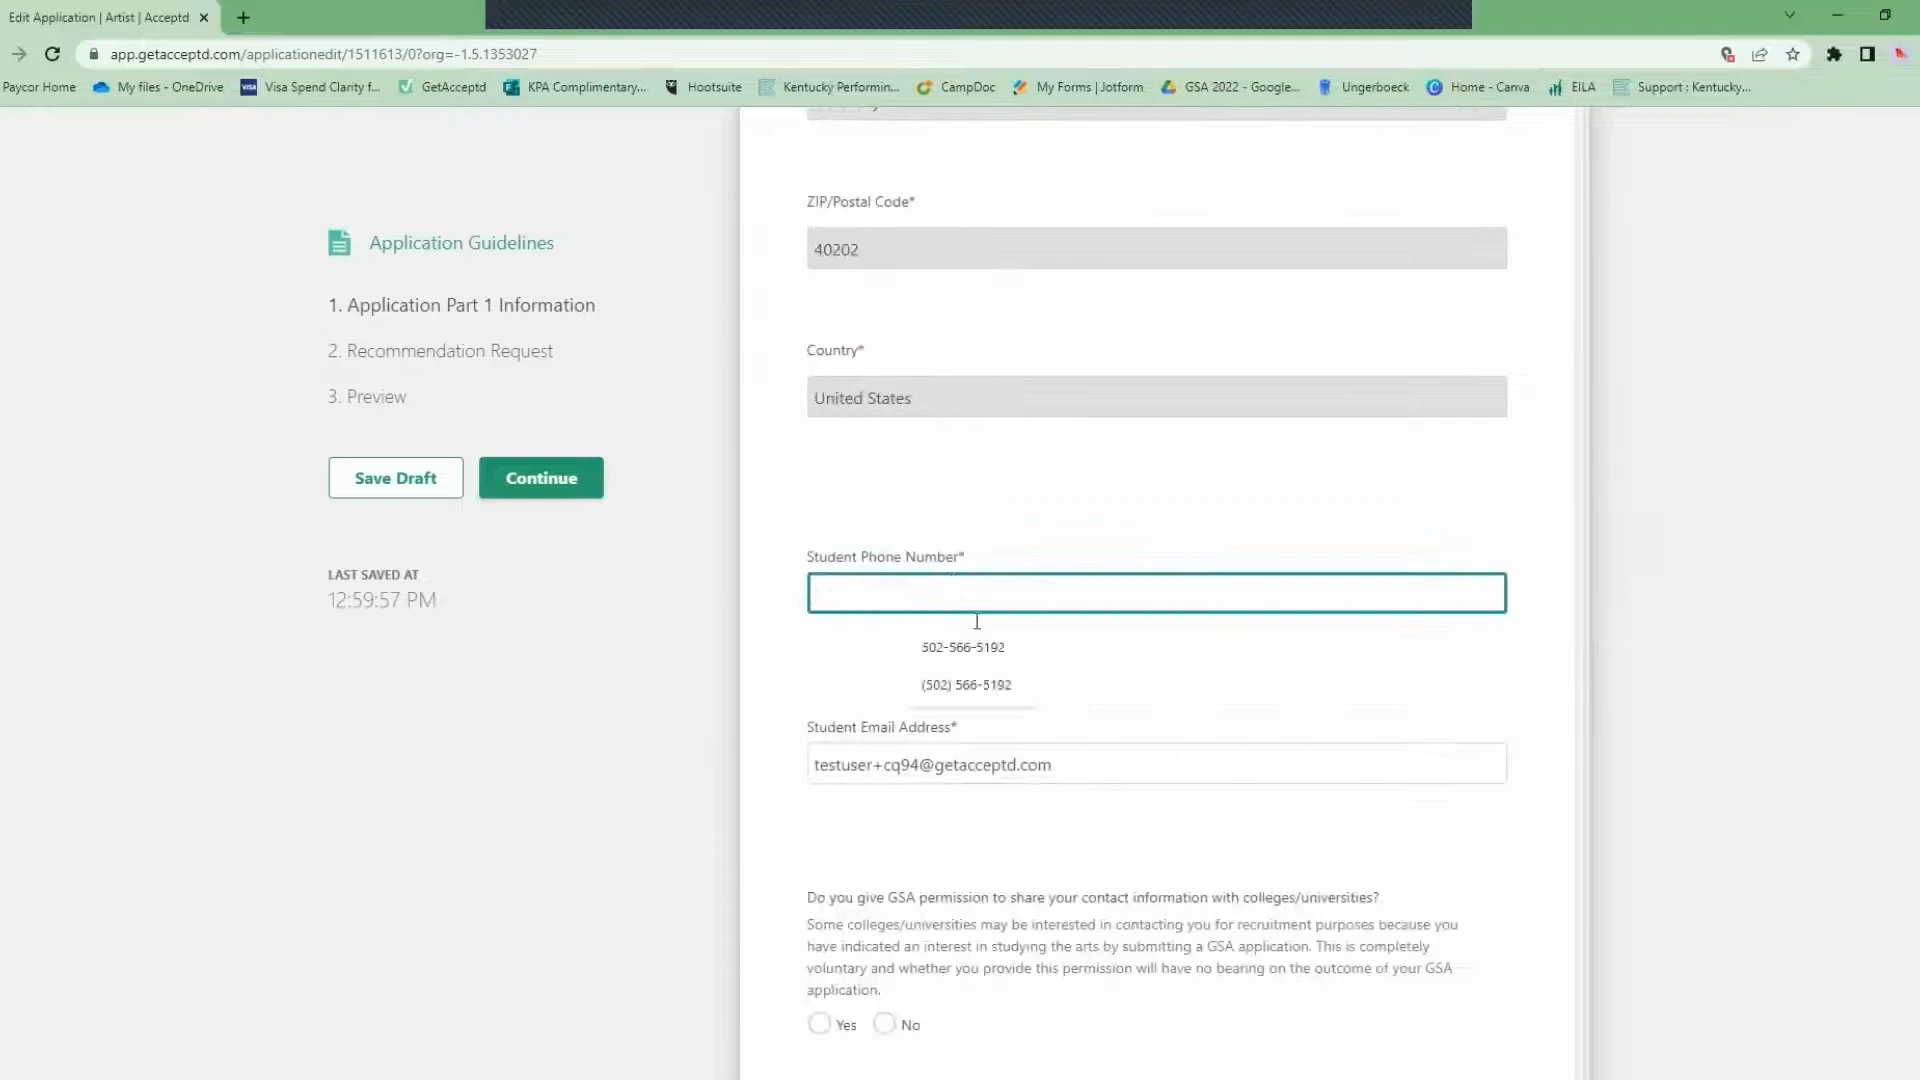 Edit Application | Artist | Acceptd
app.getacceptd.com/applicationedit/1511613/0?org=-1.5.1353027
Paycor Home
My files - OneDrive
Visa Spend Clarity f...
GetAcceptd
KPA Complimentary...
Hootsuite
Kentucky Performin...
CampDoc
My Forms | Jotform
GSA 2022 - Google...
Ungerboeck
Home - Canva
EILA
Support : Kentucky...
Application Guidelines
1. Application Part 1 Information
2. Recommendation Request
3. Preview
Save Draft
Continue
LAST SAVED AT
12:59:57 PM
ZIP/Postal Code*
40202
Country*
United States
Student Phone Number*
502-566-5192
(502) 566-5192
Student Email Address*
testuser+cq94@getacceptd.com
Do you give GSA permission to share your contact information with colleges/universities?
Some colleges/universities may be interested in contacting you for recruitment purposes because you
have indicated an interest in studying the arts by submitting a GSA application. This is completely
voluntary and whether you provide this permission will have no bearing on the outcome of your GSA
application.
Yes
No